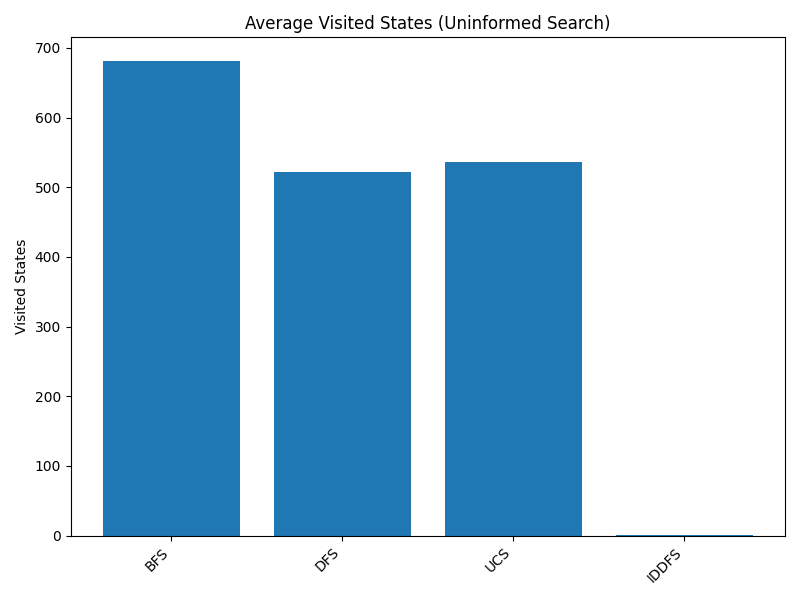 Average Visited States (Uninformed Search)
Visited States
700
600
500
400
300
200
100
0
BFS
DFS
UCS
IDDFS